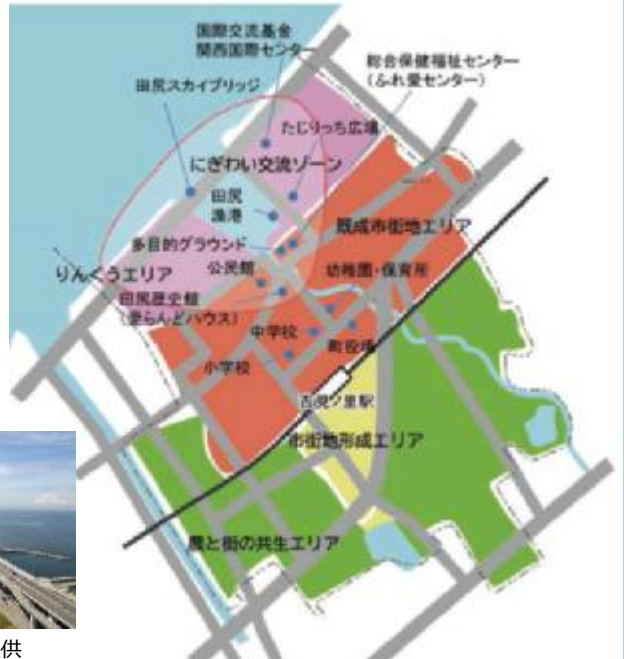 国際交流基金
関西国際センター
総合保健福祉センター
(ふれ愛センター)
田尻スカイブリッジ
たじりっち広場
にぎわい交流ゾーン
田尻
漁港
既成市街地エリア
多目的グラウンド
りんくうエリア
公民館
幼稚園・保育所
田尻歴史館
(愛らんどハウス)
中学校
町役場
小学校
吉見ノ里駅
市街地形成エリア
農と街の共生エリア
供